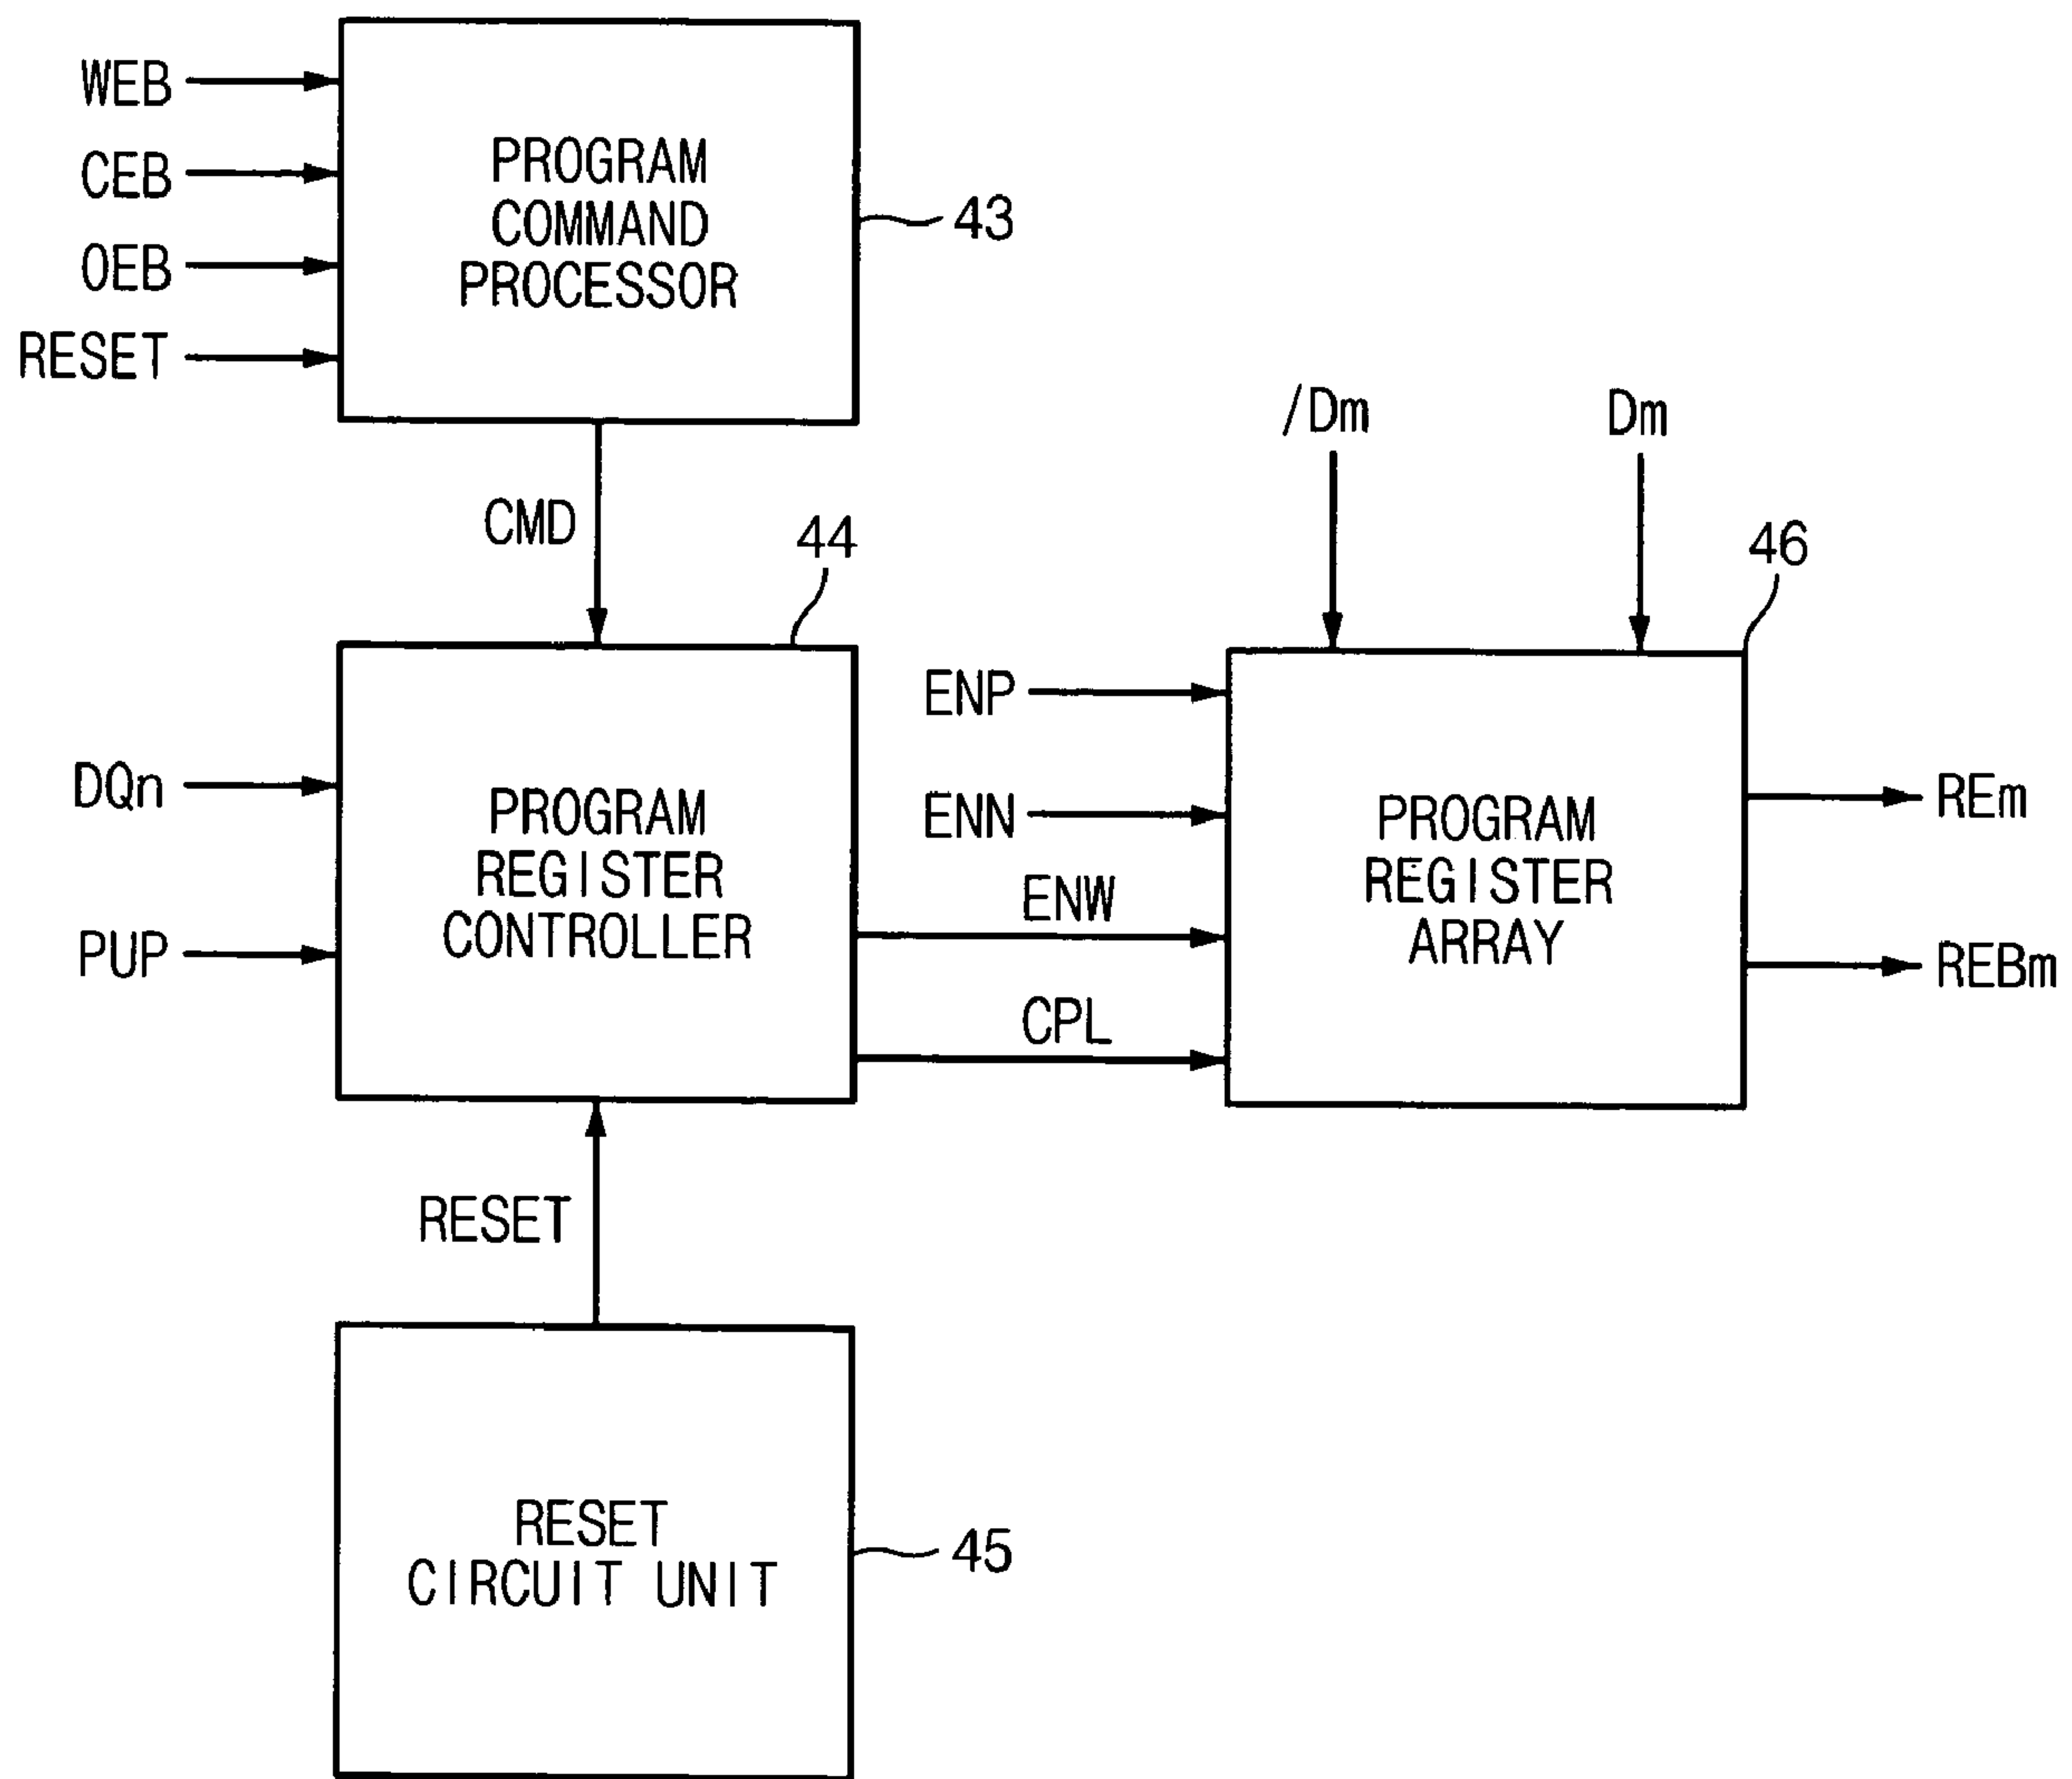 WEB
CEB
OEB
RESET
PROGRAM
COMMAND
PROCESSOR
43
CMD
44
/Dm
Dm
46
DQn
PUP
PROGRAM
REGISTER
CONTROLLER
ENP
ENN
ENW
CPL
PROGRAM
REGISTER
ARRAY
REm
REBm
RESET
RESET
CIRCUIT UNIT
45